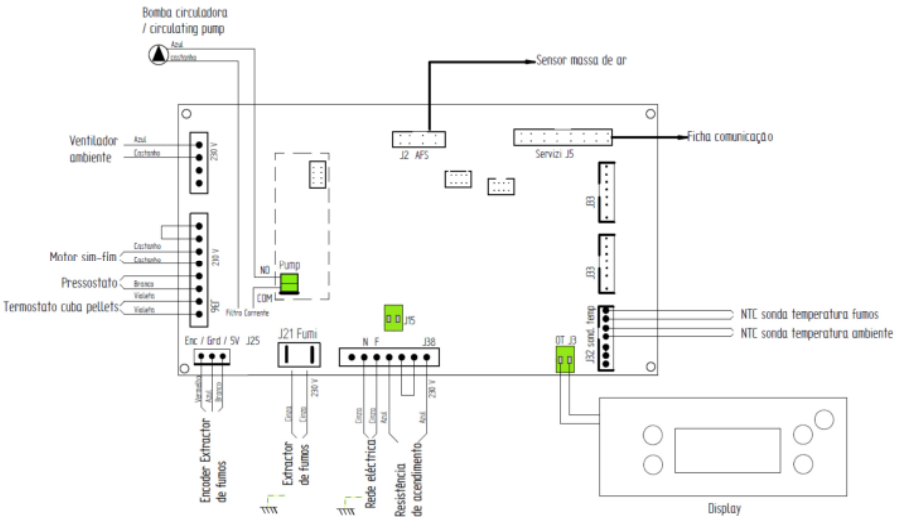 Bomba circuladora
/ circulating pump
Azul
castanho
Sensor massa de ar
Ficha comunicação
Ventilador
ambiente
Azul
Castanho
230 V
J2 AFS
Servizi J5
J33
J33
Motor sim-fim
Castanho
Castanho
230 V
Pressostato
Branco
Termostato cuba pellets
Violeta
Violeta
J36
NO
Pump
COM
Filtro Corrente
J15
J32 sond. temp
NTC sonda temperatura fumos
NTC sonda temperatura ambiente
Enc / Grd / 5V J25
J21 Fumi
N F
J38
OT J3
Vermelho
Azul
Branco
Cinza
Cinza
230 V
Cinza
Cinza
Azul
Azul
230 V
Encoder Extractor
de fumos
Extractor
de fumos
Rede eléctrica
Resistência
de acendimento
Display